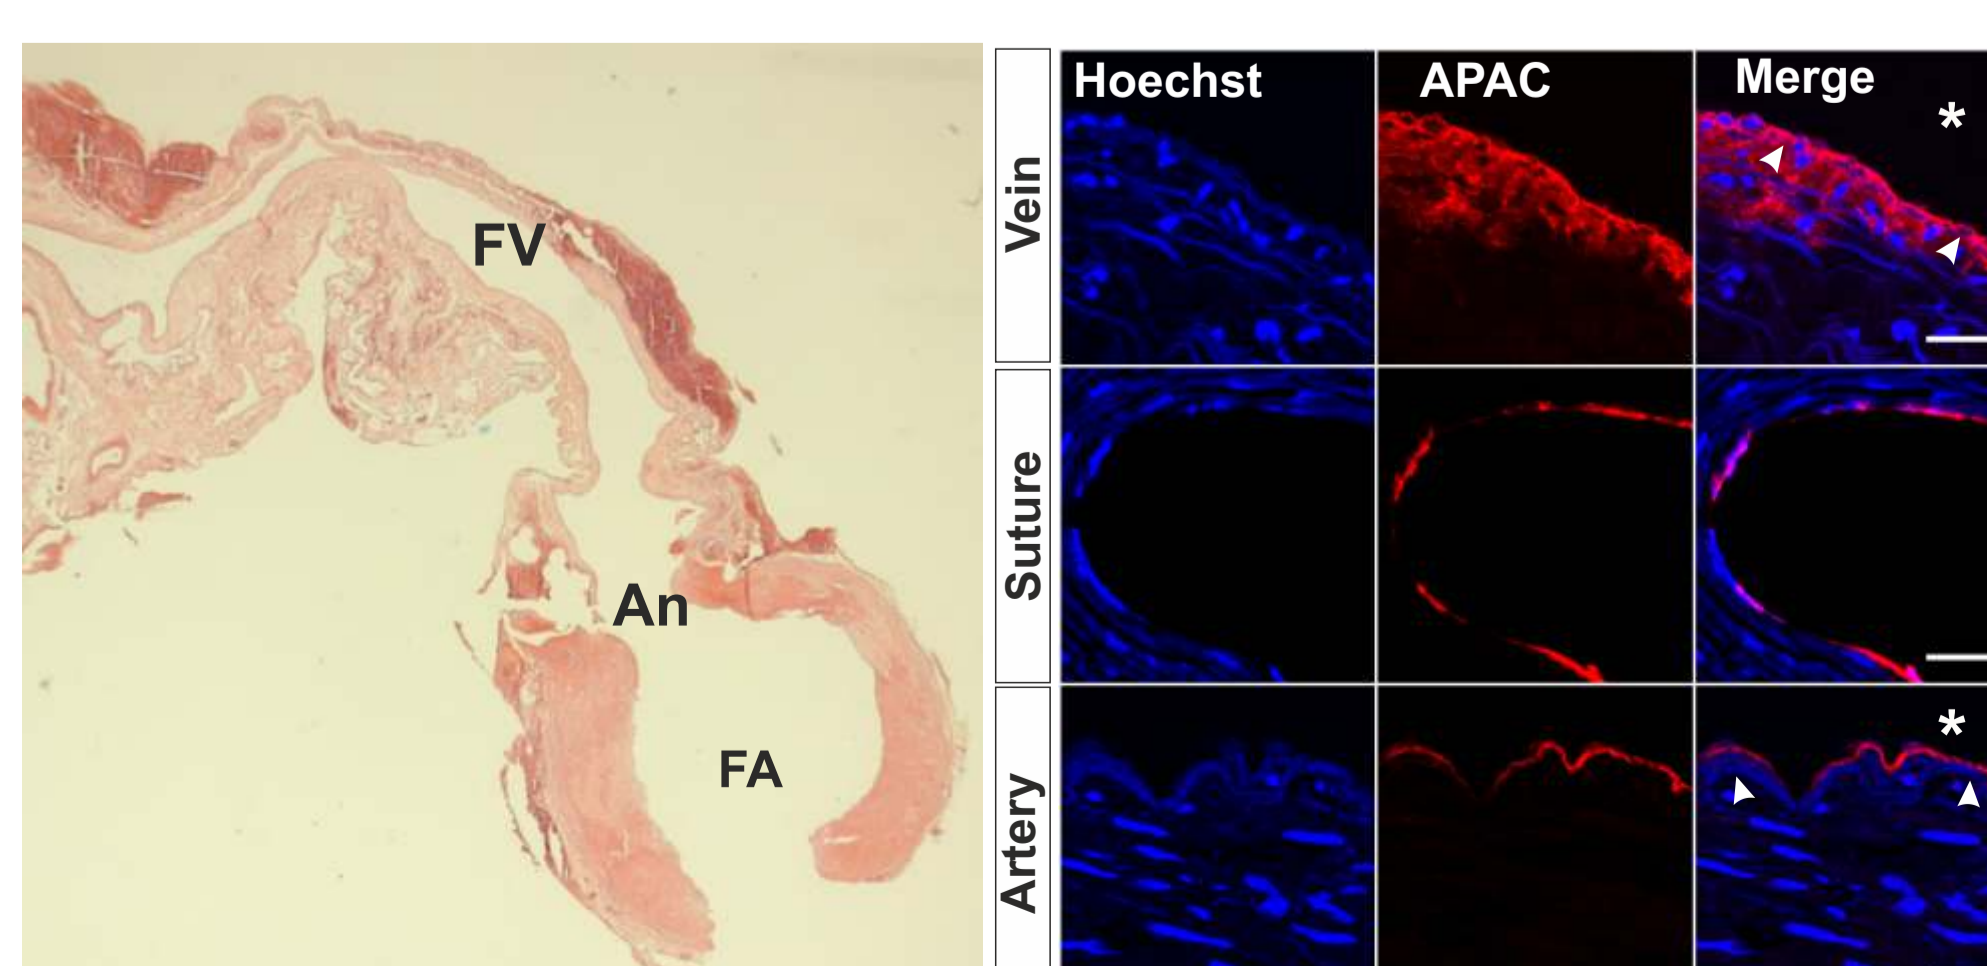 FV
An
FA
Hoechst
APAC
Merge
*
Vein
Suture
Artery
*